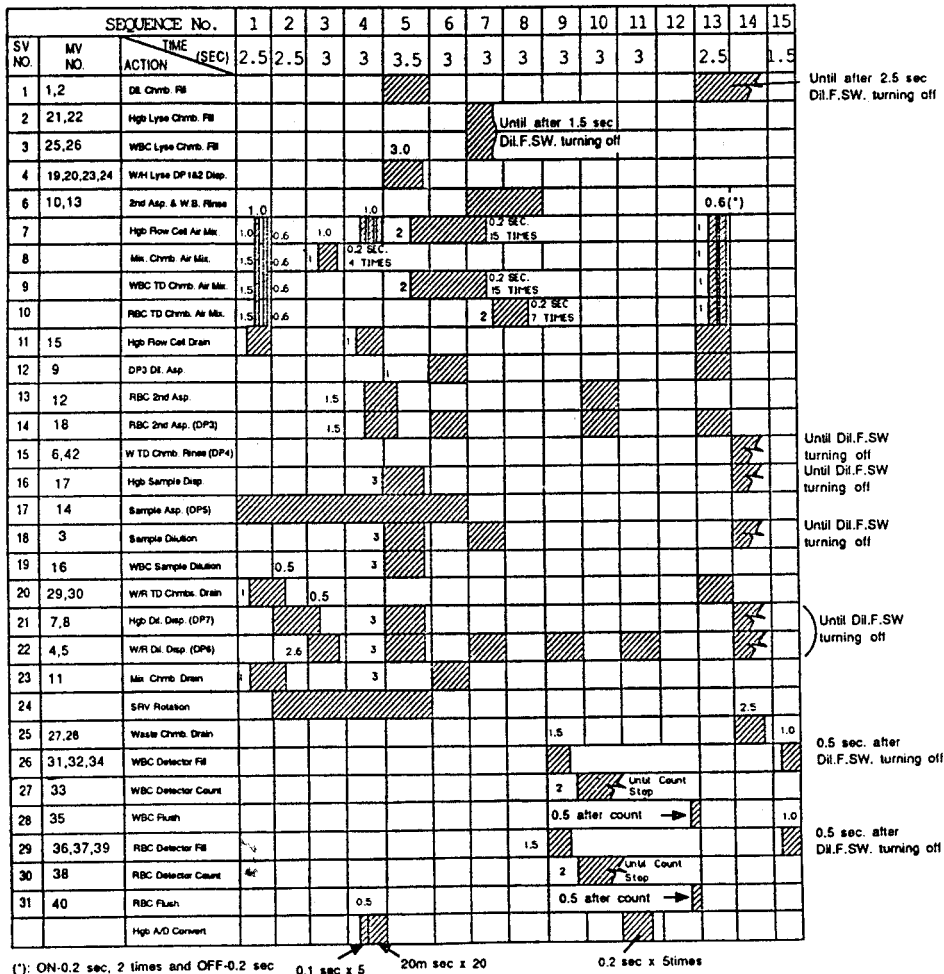 SEQUENCE No. 1 2 3 4 5 6 7 8 9 10 11 12 13 14 15
SV NO. MV NO. TIME (SEC) ACTION 2.5 2.5 3 3 3.5 3 3 3 3 3 3 2.5 1.5
1 1,2 Dil. Chmb. Fill Until after 2.5 sec
Dil.F.SW. turning off
2 21,22 Hgb Lyse Chmb. Fill Until after 1.5 sec
Dil.F.SW. turning off
3 25,26 WBC Lyse Chmb. Fill 3.0
4 19,20,23,24 W/H Lyse DP1&2 Disp.
6 10,13 2nd Asp. & W.B. Rinse 1.0 1.0 0.6(*)
7 Hgb Flow Cell Air Mix. 1.0 0.6 1.0 2 0.2 SEC. 15 TIMES 1
8 Mix. Chmb. Air Mix. 1.5 0.6 1 0.2 SEC. 4 TIMES 1
9 WBC TD Chmb. Air Mix. 1.5 0.6 2 0.2 SEC. 15 TIMES 1
10 RBC TD Chmb. Air Mix. 1.5 0.6 2 0.2 SEC 7 TIMES 1
11 15 Hgb Flow Cell Drain 1
12 9 DP3 Dil. Asp. 1
13 12 RBC 2nd Asp. 1.5
14 18 RBC 2nd Asp. (DP3) 1.5
15 6,42 W TD Chmb. Rinse (DP4) Until Dil.F.SW
turning off
16 17 Hgb Sample Disp. 3 Until Dil.F.SW
turning off
17 14 Sample Asp. (DP5)
18 3 Sample Dilution 3 Until Dil.F.SW
turning off
19 16 WBC Sample Dilution 0.5 3
20 29,30 W/R TD Chmbs. Drain 1 0.5
21 7,8 Hgb Dil. Disp. (DP7) 3 Until Dil.F.SW
turning off
22 4,5 W/R Dil. Disp. (DP6) 2.6 3
23 11 Mix Chmb Drain 1 3
24 SRV Rotation 2.5
25 27,28 Waste Chmb. Drain 1.5 1.0
26 31,32,34 WBC Detector Fill 0.5 sec. after
Dil.F.SW. turning off
27 33 WBC Detector Count 2 Until Count
Stop
28 35 WBC Flush 0.5 after count 1.0
29 36,37,39 RBC Detector Fill 1.5 0.5 sec. after
Dil.F.SW. turning off
30 38 RBC Detector Count 2 Until Count
Stop
31 40 RBC Flush 0.5 0.5 after count
Hgb A/D Convert
(*): ON-0.2 sec, 2 times and OFF-0.2 sec 0.1 sec x 5 20m sec x 20 0.2 sec x 5times